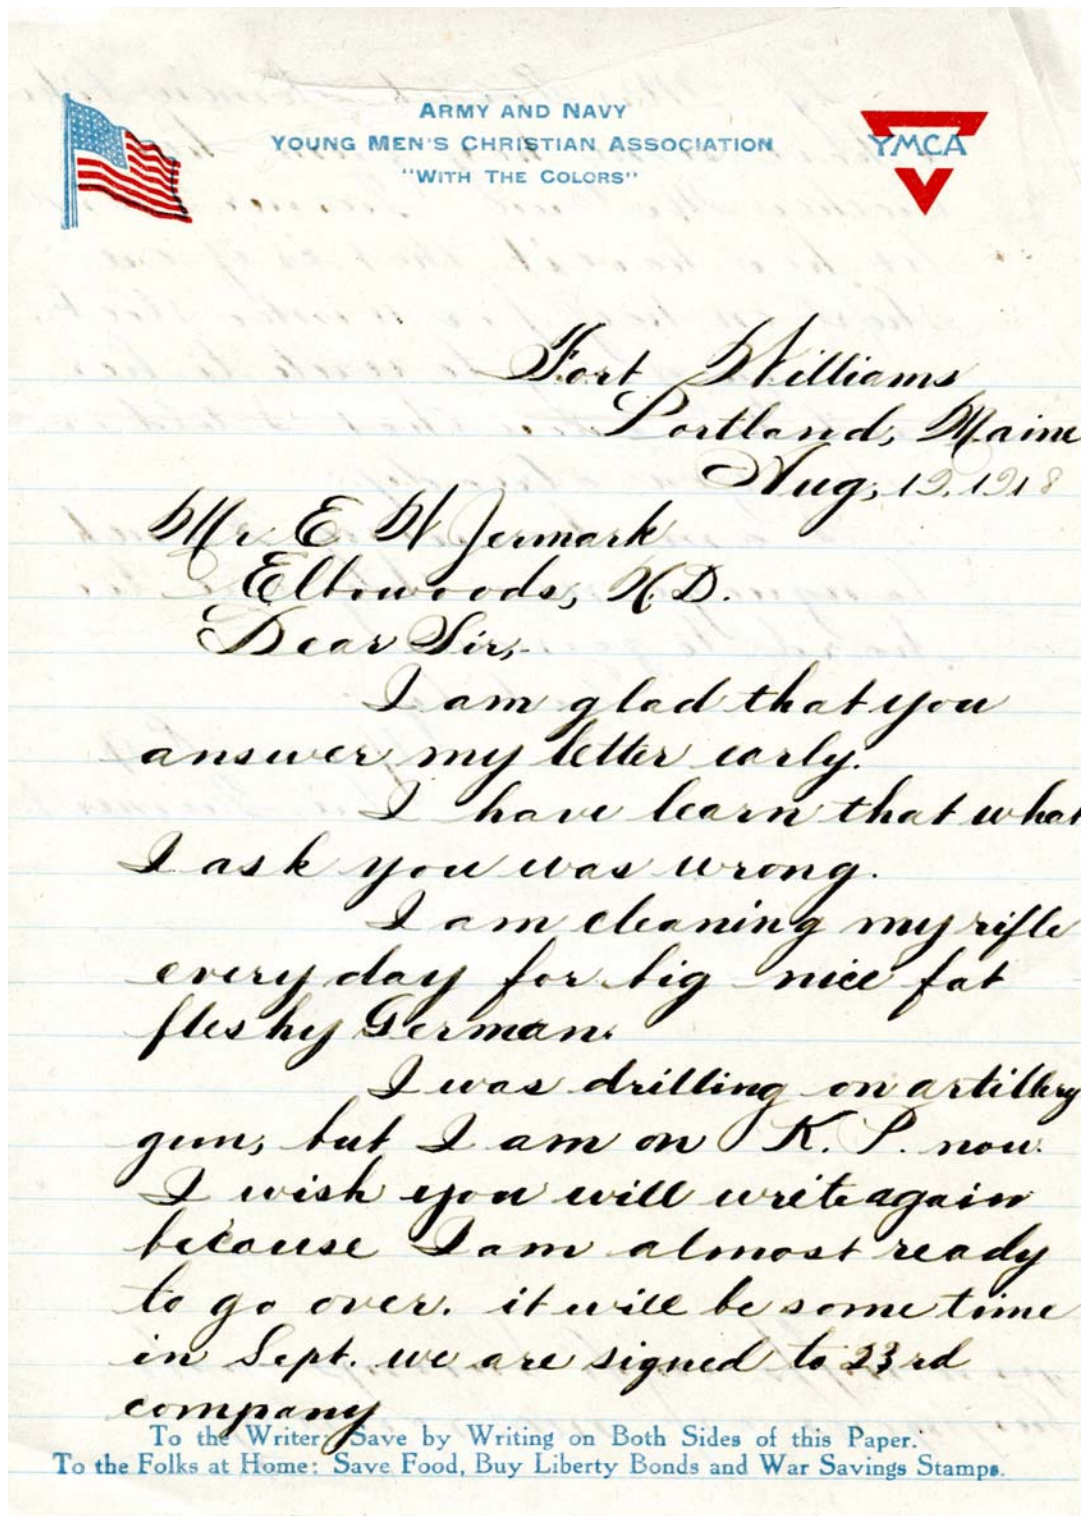 ARMY AND NAVY
YOUNG MEN'S CHRISTIAN ASSOCIATION
"WITH THE COLORS"
YMCA
Fort Williams
Portland, Maine
Aug, 19, 1918
Mr E W Jermark
Elbowoods, N.D.
Dear Sir,-
I am glad that you
answer my letter early.
I have learn that what
I ask you was wrong.
I am cleaning my rifle
every day for big nice fat
fleshy German.
I was drilling on artillery
gun, but I am on K. P. now.
I wish you will write again
because I am almost ready
to go over. it will be some time
in Sept. we are signed to 23rd
company
To the Writer: Save by Writing on Both Sides of this Paper.
To the Folks at Home: Save Food, Buy Liberty Bonds and War Savings Stamps.